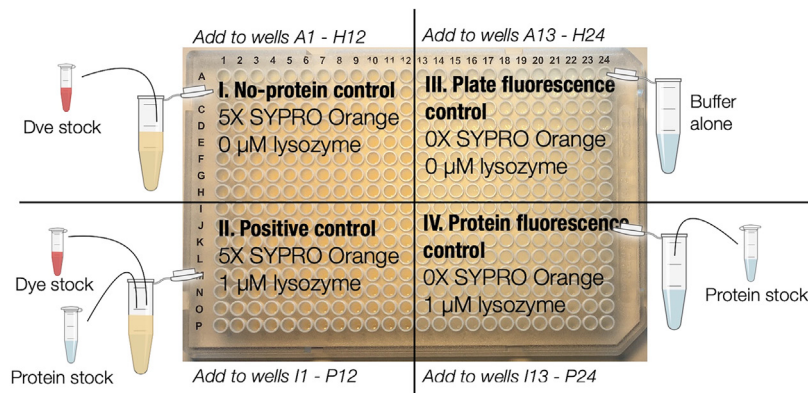 Add to wells A1 - H12
Add to wells A13 - H24
1 2 3 4 5 6 7 8 9 10 11 12 13 14 15 16 17 18 19 20 21 22 23 24
A
C
D
E
F
G
H
I
J
K
L
N
O
P
I. No-protein control
5X SYPRO Orange
0 µM lysozyme
III. Plate fluorescence
control
0X SYPRO Orange
0 µM lysozyme
Dye stock
Buffer
alone
II. Positive control
5X SYPRO Orange
1 µM lysozyme
IV. Protein fluorescence
control
0X SYPRO Orange
1 µM lysozyme
Dye stock
Protein stock
Protein stock
Add to wells I1 - P12
Add to wells I13 - P24